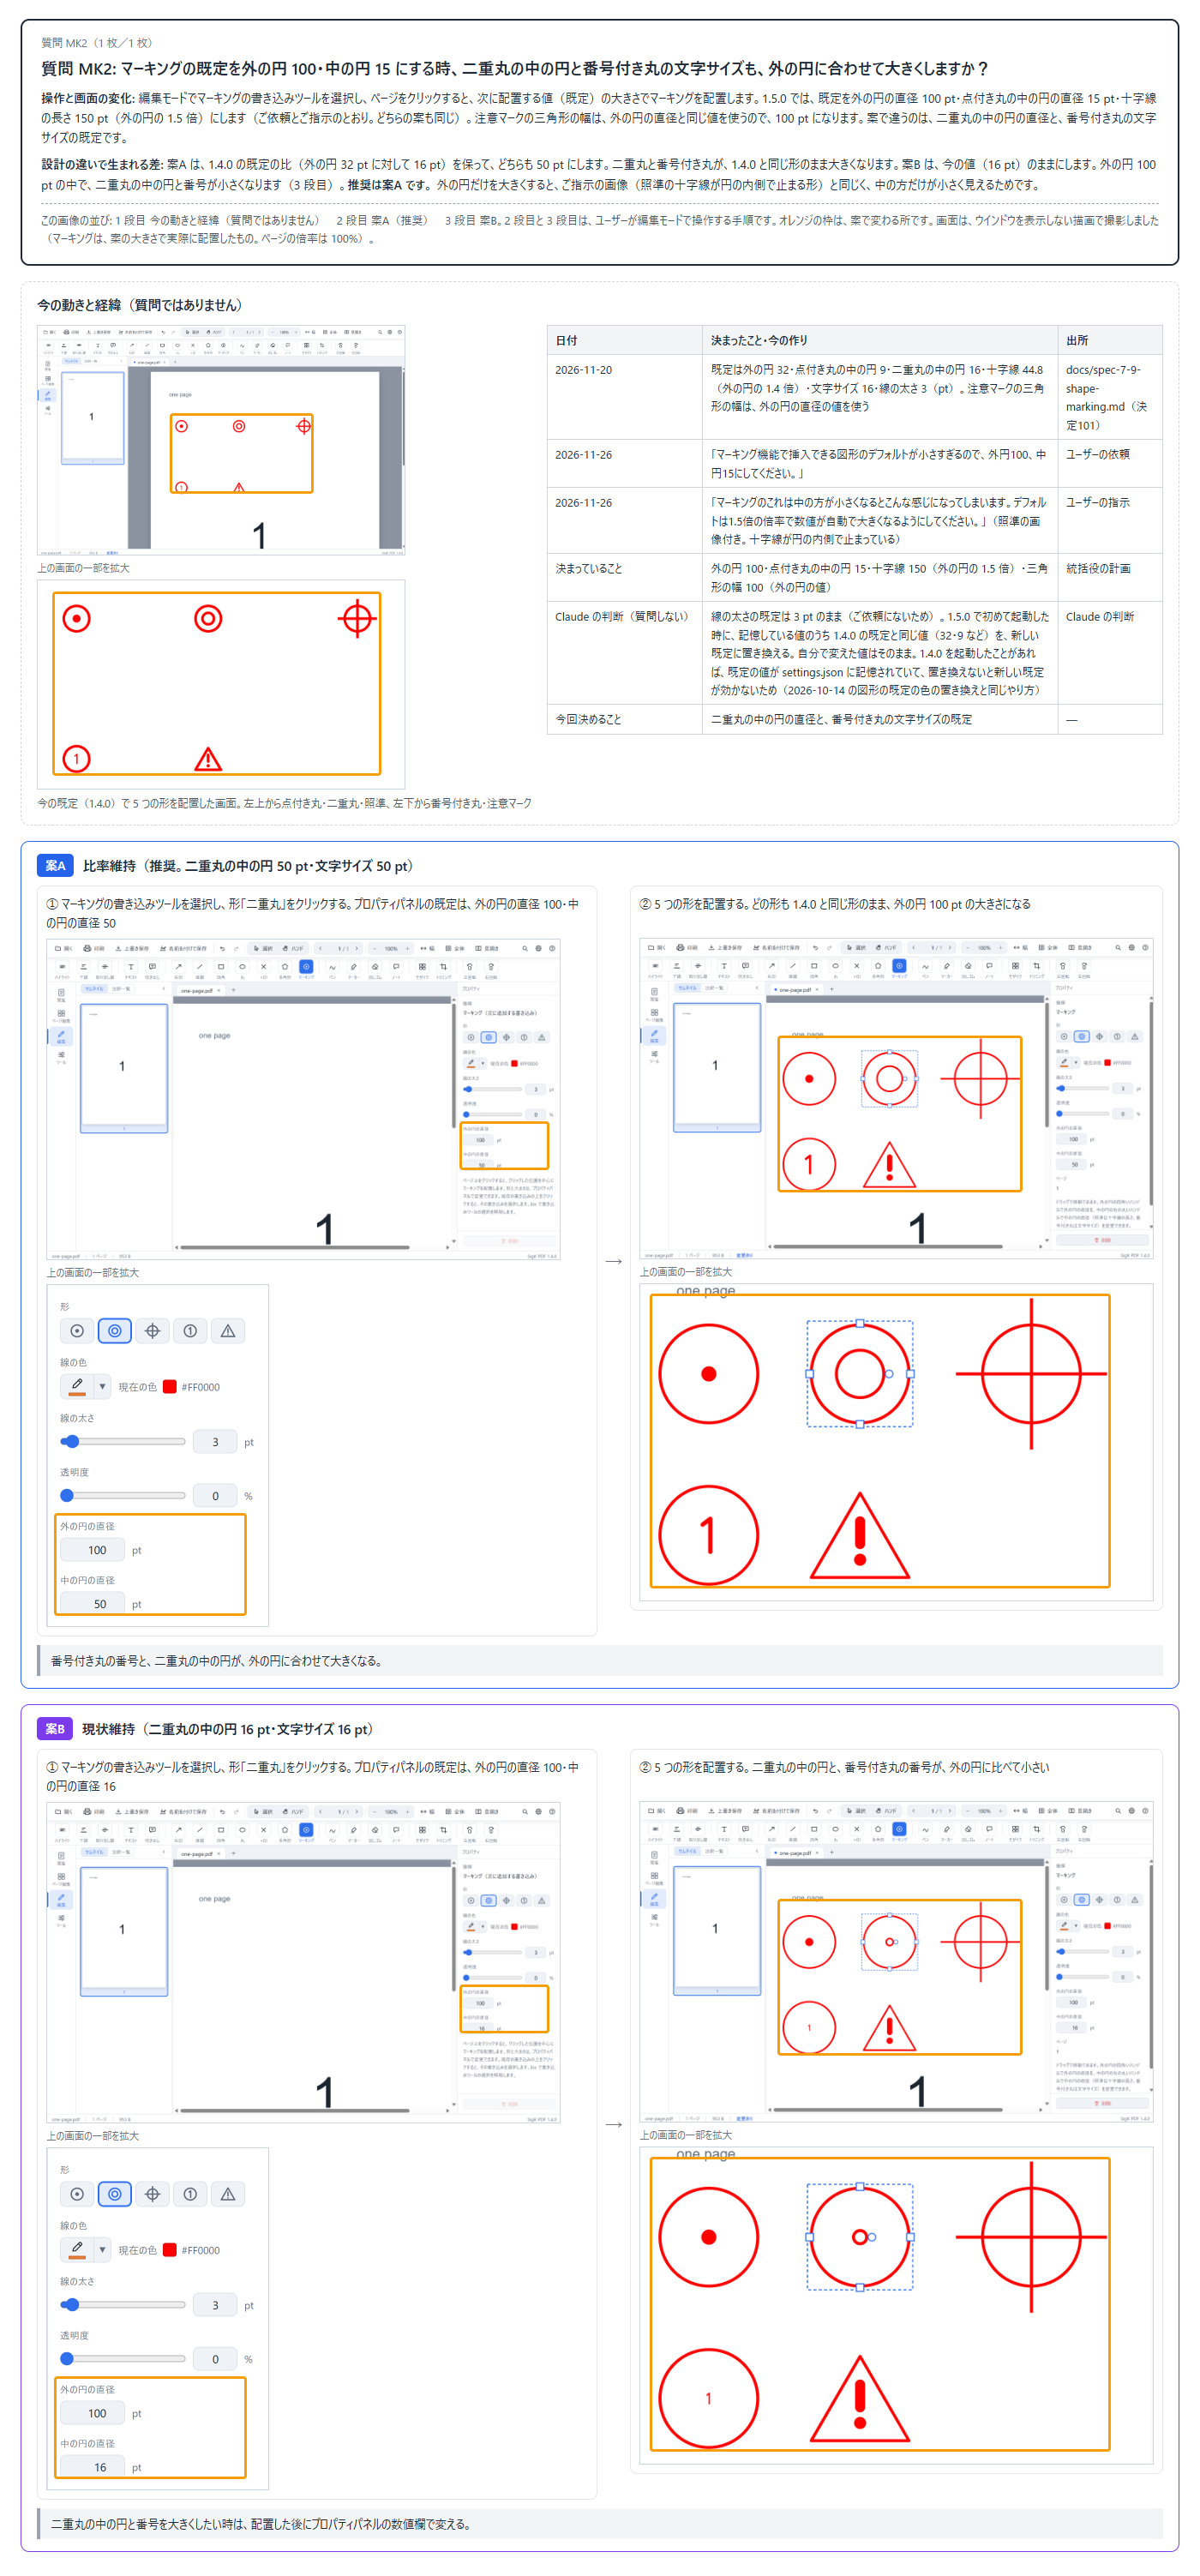 質問 MK2（1 枚／1 枚）
質問 MK2: マーキングの既定を外の円 100・中の円 15 にする時、二重丸の中の円と番号付き丸の文字サイズも、外の円に合わせて大きくしますか？
操作と画面の変化: 編集モードでマーキングの書き込みツールを選択し、ページをクリックすると、次に配置する値（既定）の大きさでマーキングを配置します。1.5.0 では、既定を外の円の直径 100 pt・点付き丸の中の円の直径 15 pt・十字線
の長さ 150 pt（外の円の 1.5 倍）にします（ご依頼とご指示のとおり。どちらの案も同じ）。注意マークの三角形の幅は、外の円の直径と同じ値を使うので、100 pt になります。案で違うのは、二重丸の中の円の直径と、番号付き丸の文字
サイズの既定です。
設計の違いで生まれる差: 案A は、1.4.0 の既定の比（外の円 32 pt に対して 16 pt）を保って、どちらも 50 pt にします。二重丸と番号付き丸が、1.4.0 と同じ形のまま大きくなります。案B は、今の値（16 pt）のままにします。外の円 100
pt の中で、二重丸の中の円と番号が小さくなります（3 段目）。推奨は案A です。外の円だけを大きくすると、ご指示の画像（照準の十字線が円の内側で止まる形）と同じく、中の方だけが小さく見えるためです。
この画像の並び: 1 段目 今の動きと経緯（質問ではありません）　2 段目 案A（推奨）　3 段目 案B。2 段目と 3 段目は、ユーザーが編集モードで操作する手順です。オレンジの枠は、案で変わる所です。画面は、ウインドウを表示しない描画で撮影しました
（マーキングは、案の大きさで実際に配置したもの。ページの倍率は 100%）。
今の動きと経緯（質問ではありません）
one page
1
1
上の画面の一部を拡大
1
今の既定（1.4.0）で 5 つの形を配置した画面。左上から点付き丸・二重丸・照準、左下から番号付き丸・注意マーク
日付　決まったこと・今の作り　出所
2026-11-20　既定は外の円 32・点付き丸の中の円 9・二重丸の中の円 16・十字線 44.8　docs/spec-7-9-
（外の円の 1.4 倍）・文字サイズ 16・線の太さ 3（pt）。注意マークの三角　shape-
形の幅は、外の円の直径の値を使う　marking.md（決
定101）
2026-11-26　「マーキング機能で挿入できる図形のデフォルトが小さすぎるので、外円100、中　ユーザーの依頼
円15にしてください。」
2026-11-26　「マーキングのこれは中の方が小さくなるとこんな感じになってしまいます。デフォル　ユーザーの指示
トは1.5倍の倍率で数値が自動で大きくなるようにしてください。」（照準の画
像付き。十字線が円の内側で止まっている）
決まっていること　外の円 100・点付き丸の中の円 15・十字線 150（外の円の 1.5 倍）・三角　統括役の計画
形の幅 100（外の円の値）
Claude の判断（質問しない）　線の太さの既定は 3 pt のまま（ご依頼にないため）。1.5.0 で初めて起動した　Claude の判断
時に、記憶している値のうち 1.4.0 の既定と同じ値（32・9 など）を、新しい
既定に置き換える。自分で変えた値はそのまま。1.4.0 を起動したことがあれ
ば、既定の値が settings.json に記憶されていて、置き換えないと新しい既定
が効かないため（2026-10-14 の図形の既定の色の置き換えと同じやり方）
今回決めること　二重丸の中の円の直径と、番号付き丸の文字サイズの既定　—
案A　比率維持（推奨。二重丸の中の円 50 pt・文字サイズ 50 pt）
① マーキングの書き込みツールを選択し、形「二重丸」をクリックする。プロパティパネルの既定は、外の円の直径 100・中
の円の直径 50
one-page.pdf
one page
1
1
マーキング（次に追加する書き込み）
上の画面の一部を拡大
形
線の色
現在の色 #FF0000
線の太さ
3 pt
透明度
0 %
外の円の直径
100 pt
中の円の直径
50 pt
→
② 5 つの形を配置する。どの形も 1.4.0 と同じ形のまま、外の円 100 pt の大きさになる
one-page.pdf
one page
1
1
1
上の画面の一部を拡大
one page
1
番号付き丸の番号と、二重丸の中の円が、外の円に合わせて大きくなる。
案B　現状維持（二重丸の中の円 16 pt・文字サイズ 16 pt）
① マーキングの書き込みツールを選択し、形「二重丸」をクリックする。プロパティパネルの既定は、外の円の直径 100・中
の円の直径 16
one-page.pdf
one page
1
1
マーキング（次に追加する書き込み）
上の画面の一部を拡大
形
線の色
現在の色 #FF0000
線の太さ
3 pt
透明度
0 %
外の円の直径
100 pt
中の円の直径
16 pt
→
② 5 つの形を配置する。二重丸の中の円と、番号付き丸の番号が、外の円に比べて小さい
one-page.pdf
one page
1
1
1
上の画面の一部を拡大
one page
1
二重丸の中の円と番号を大きくしたい時は、配置した後にプロパティパネルの数値欄で変える。